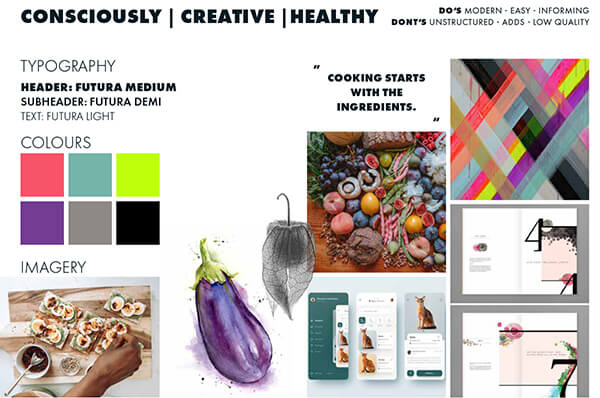 CONSCIOUSLY | CREATIVE |HEALTHY
DO'S MODERN - EASY - INFORMING
DONT'S UNSTRUCTURED - ADDS - LOW QUALITY
TYPOGRAPHY
HEADER: FUTURA MEDIUM
SUBHEADER: FUTURA DEMI
TEXT: FUTURA LIGHT
COLOURS
IMAGERY
"
COOKING STARTS
WITH THE
INGREDIENTS.
"
4
7
7